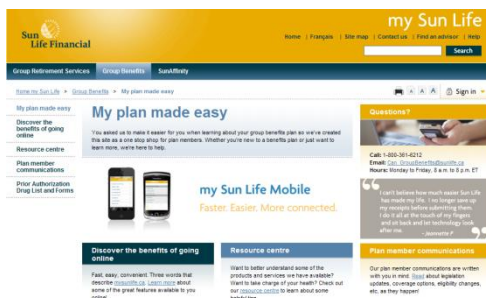 Sun
Life Financial
my Sun Life
Home | Français | Site map | Contact us | Find an advisor | Help
Search
Group Retirement Services
Group Benefits
SunAffinity
Home my Sun Life ▸ Group Benefits ▸ My plan made easy
A A A
Sign in
My plan made easy
Discover the
benefits of going
online
Resource centre
Plan member
communications
Prior Authorization
Drug List and Forms
My plan made easy
You asked us to make it easier for you when learning about your group benefits plan so we've created
this site as a one stop shop for plan members. Whether you're new to a benefits plan or just want to
learn more, we're here to help.
my Sun Life Mobile
Faster. Easier. More connected.
Discover the benefits of going
online
Fast, easy, convenient. Three words that
describe mysunlife.ca. Learn more about
some of the great features available to you
online!
Resource centre
Want to better understand some of the
products and services we have available?
Want to take charge of your health? Check out
our resource centre to learn about some
Questions?
Call: 1-800-361-6212
Email: Can_GroupBenefits@sunlife.ca
Hours: Monday to Friday, 8 a.m. to 8 p.m. ET
I can't believe how much easier Sun Life
has made my life. I no longer save up
my receipts before submitting them.
I do it all at the touch of my fingers
and sit back and let technology look
after me.
- Jeannette F
Plan member communications
Our plan member communications are written
with you in mind. Read about legislation
updates, coverage options, eligibility changes,
etc, as they happen!